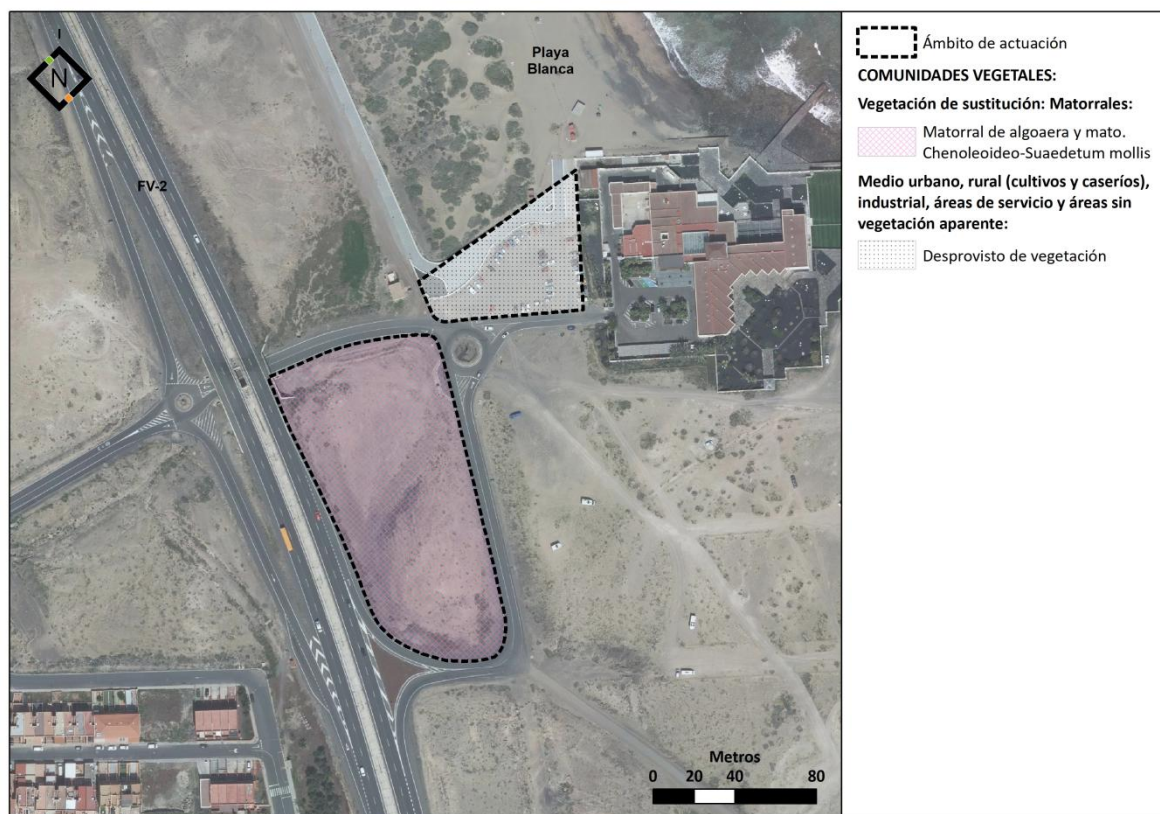 N
Playa
Blanca
FV-2
Metros
0 20 40 80
Ámbito de actuación
COMUNIDADES VEGETALES:
Vegetación de sustitución: Matorrales:
Matorral de algoaera y mato.
Chenoleoideo-Suaedetum mollis
Medio urbano, rural (cultivos y caseríos),
industrial, áreas de servicio y áreas sin
vegetación aparente:
Desprovisto de vegetación